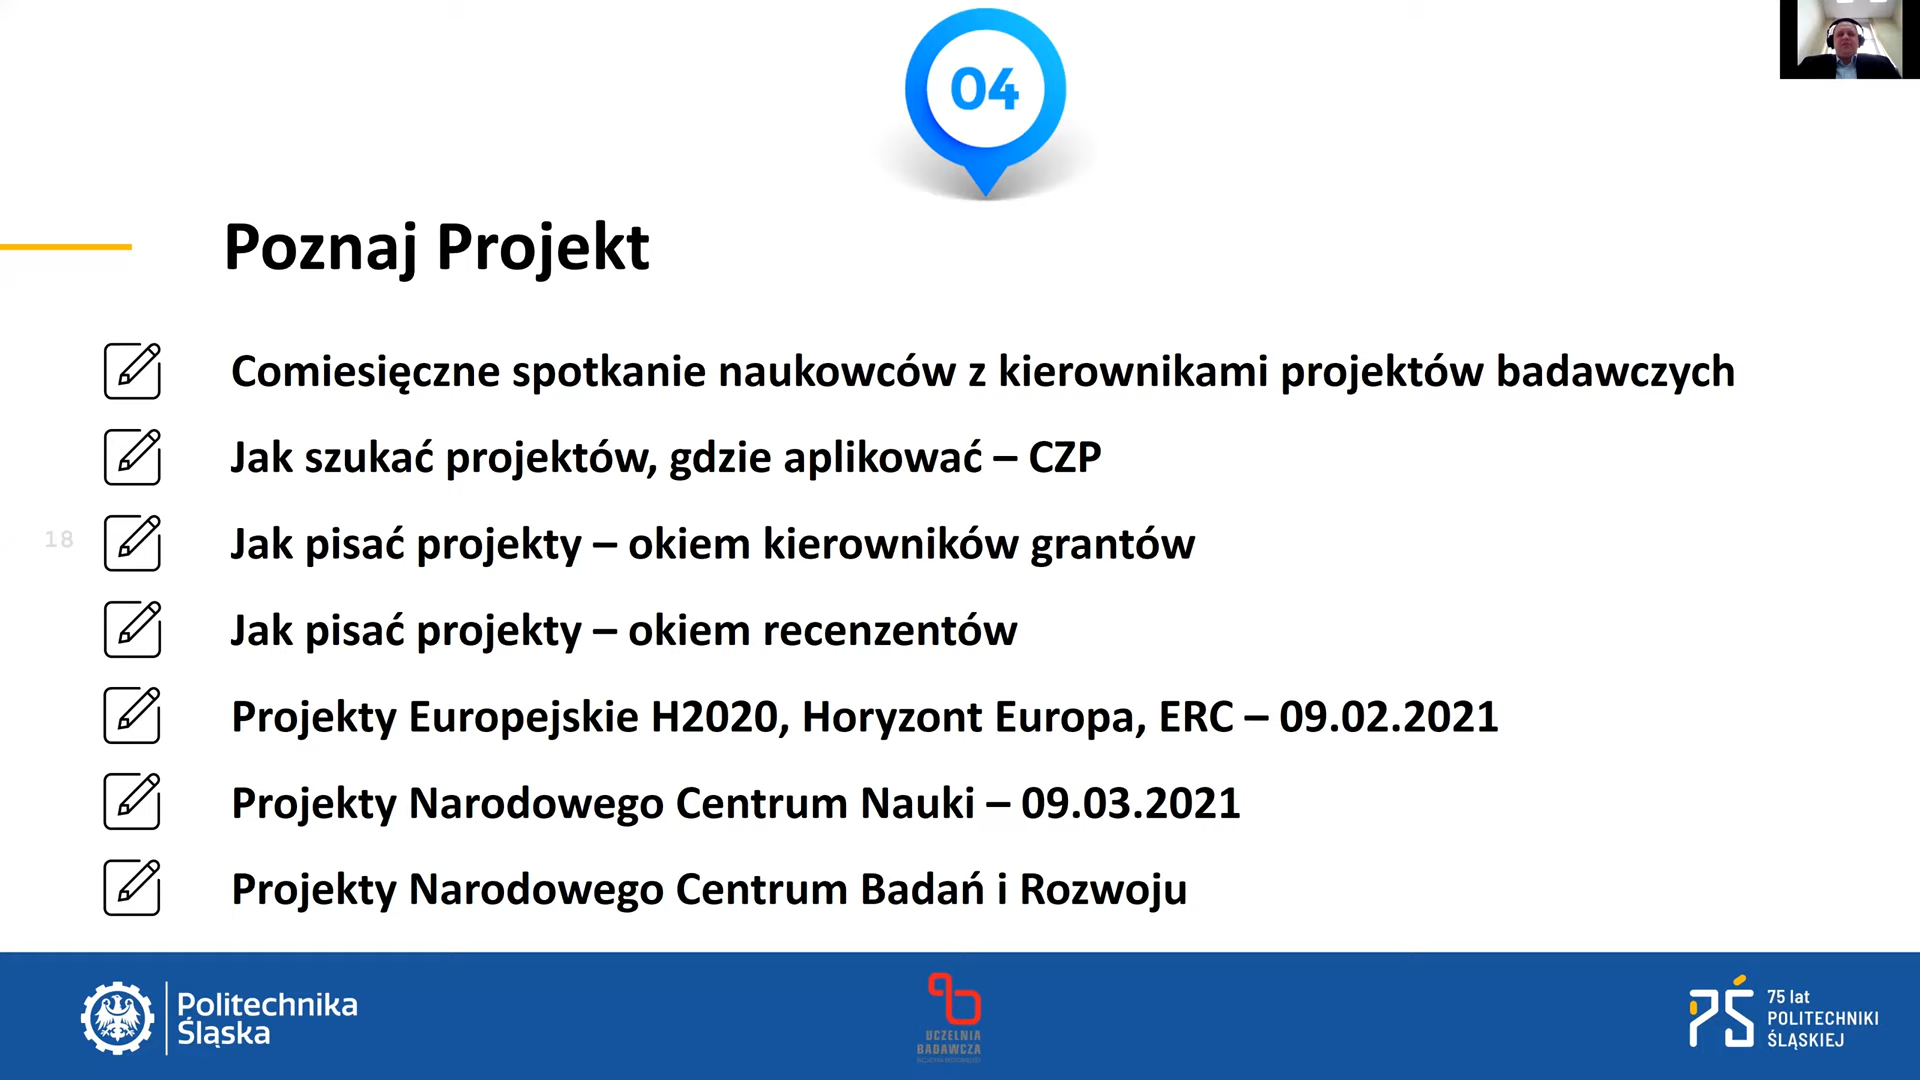 04
Poznaj Projekt
Comiesięczne spotkanie naukowców z kierownikami projektów badawczych
Jak szukać projektów, gdzie aplikować – CZP
18
Jak pisać projekty – okiem kierowników grantów
Jak pisać projekty – okiem recenzentów
Projekty Europejskie H2020, Horyzont Europa, ERC – 09.02.2021
Projekty Narodowego Centrum Nauki – 09.03.2021
Projekty Narodowego Centrum Badań i Rozwoju
Politechnika
Śląska
UCZELNIA
BADAWCZA
75 lat
POLITECHNIKI
ŚLĄSKIEJ